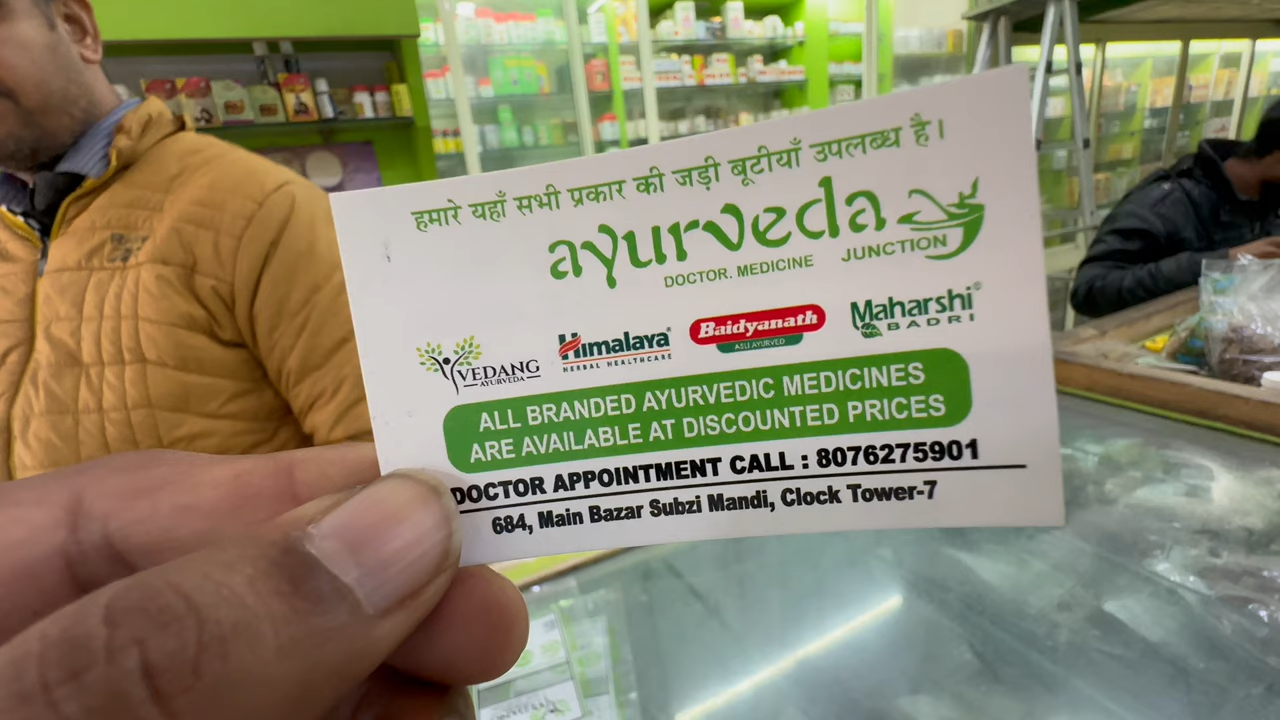 हमारे यहाँ सभी प्रकार की जड़ी बूटीयाँ उपलब्ध है।
ayurveda
DOCTOR. MEDICINE JUNCTION
VEDANG
AYURVEDA
Himalaya
HERBAL HEALTHCARE
Baidyanath
ASLI AYURVED
Maharshi
BADRI
ALL BRANDED AYURVEDIC MEDICINES
ARE AVAILABLE AT DISCOUNTED PRICES
DOCTOR APPOINTMENT CALL : 8076275901
684, Main Bazar Subzi Mandi, Clock Tower-7